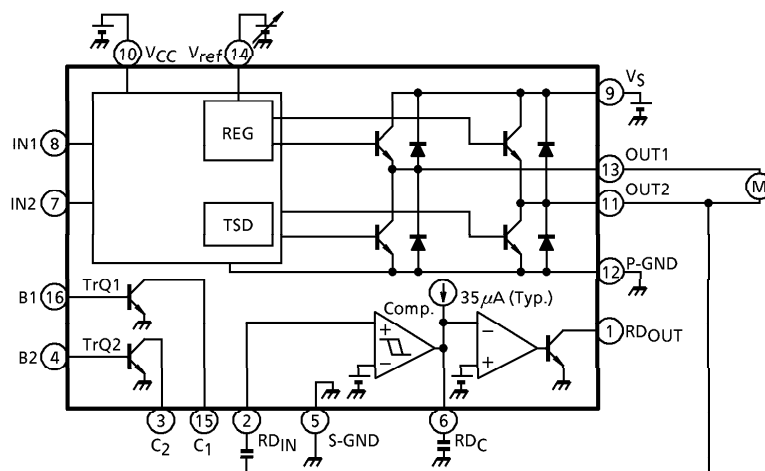 10 VCC Vref 14
VS
9
REG
IN1 8
OUT1
13
M
OUT2
11
IN2 7
TSD
P-GND
12
TrQ1
B1 16
Comp.
35μA (Typ.)
+
−
−
+
1 RDOUT
TrQ2
B2 4
3 15 2 5 6
C2 C1 RDIN S-GND RDC